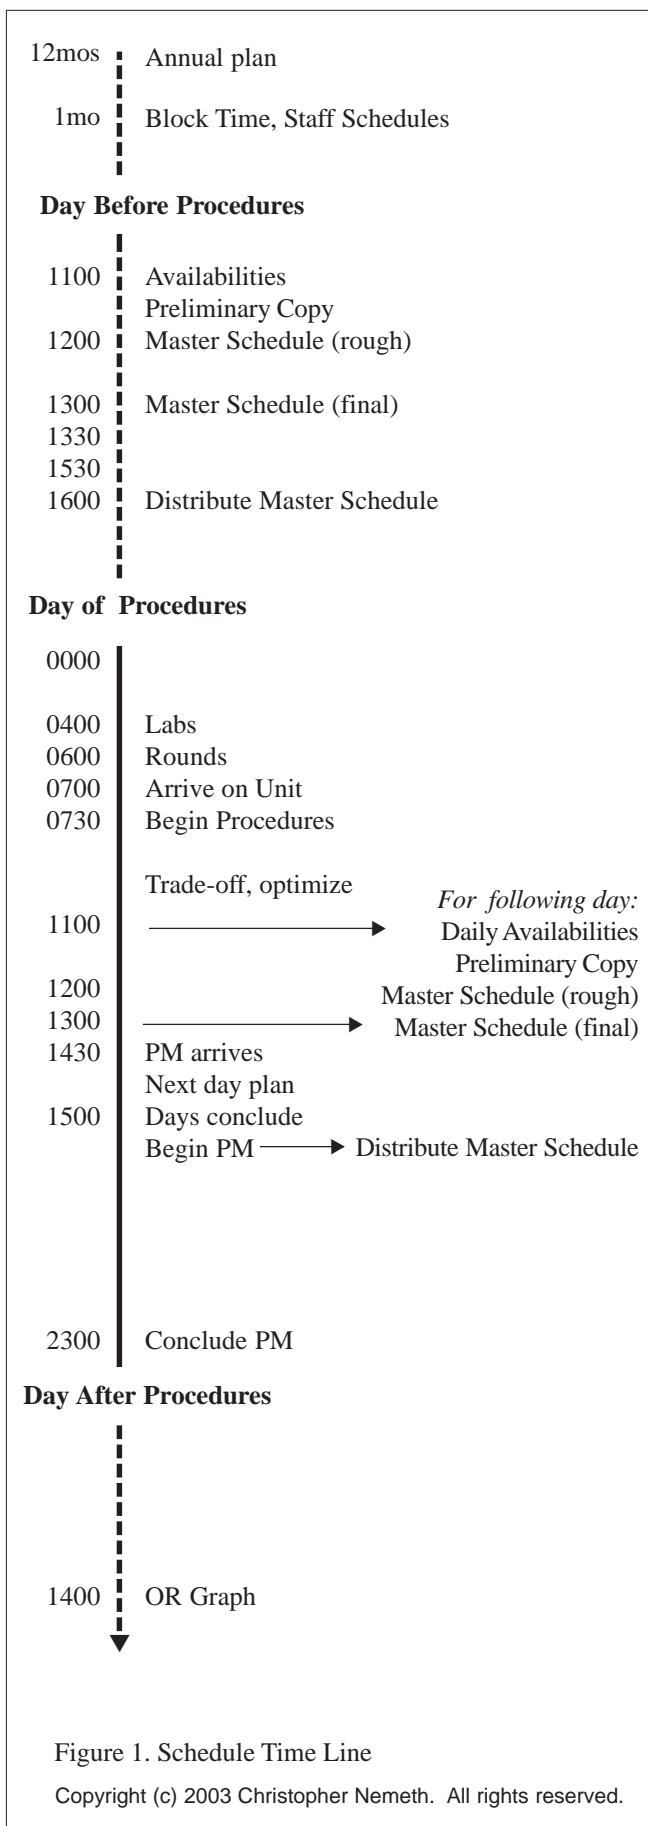 12mos Annual plan
1mo Block Time, Staff Schedules
Day Before Procedures
1100 Availabilities
Preliminary Copy
1200 Master Schedule (rough)
1300 Master Schedule (final)
1330
1530
1600 Distribute Master Schedule
Day of Procedures
0000
0400 Labs
0600 Rounds
0700 Arrive on Unit
0730 Begin Procedures
Trade-off, optimize
For following day:
1100 Daily Availabilities
Preliminary Copy
1200 Master Schedule (rough)
1300 Master Schedule (final)
1430 PM arrives
Next day plan
1500 Days conclude
Begin PM Distribute Master Schedule
2300 Conclude PM
Day After Procedures
1400 OR Graph
Figure 1. Schedule Time Line
Copyright (c) 2003 Christopher Nemeth. All rights reserved.